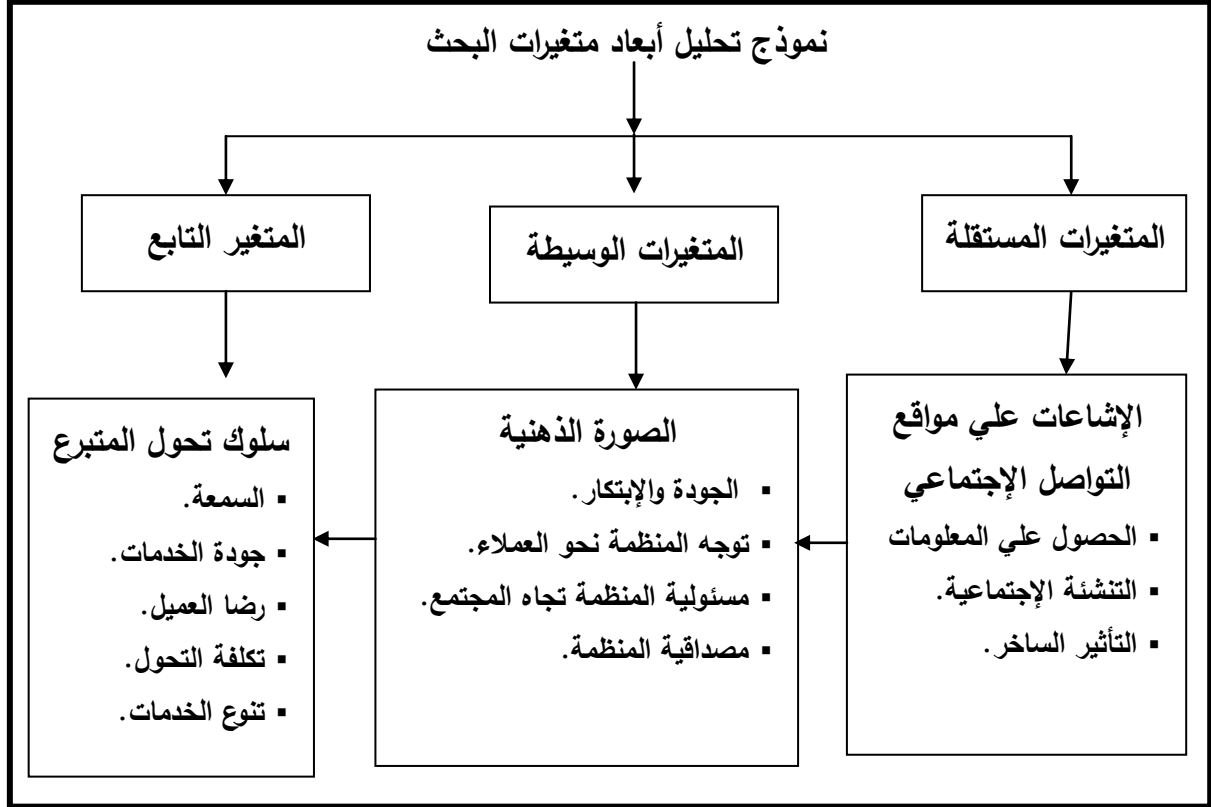 نموذج تحليل أبعاد متغيرات البحث
المتغيرات المستقلة
المتغيرات الوسيطة
المتغير التابع
الإشاعات علي مواقع
التواصل الإجتماعي
▪ الحصول علي المعلومات
▪ التنشئة الإجتماعية.
▪ التأثير الساخر.
الصورة الذهنية
▪ الجودة والإبتكار.
▪ توجه المنظمة نحو العملاء.
▪ مسئولية المنظمة تجاه المجتمع.
▪ مصداقية المنظمة.
سلوك تحول المتبرع
▪ السمعة.
▪ جودة الخدمات.
▪ رضا العميل.
▪ تكلفة التحول.
▪ تنوع الخدمات.